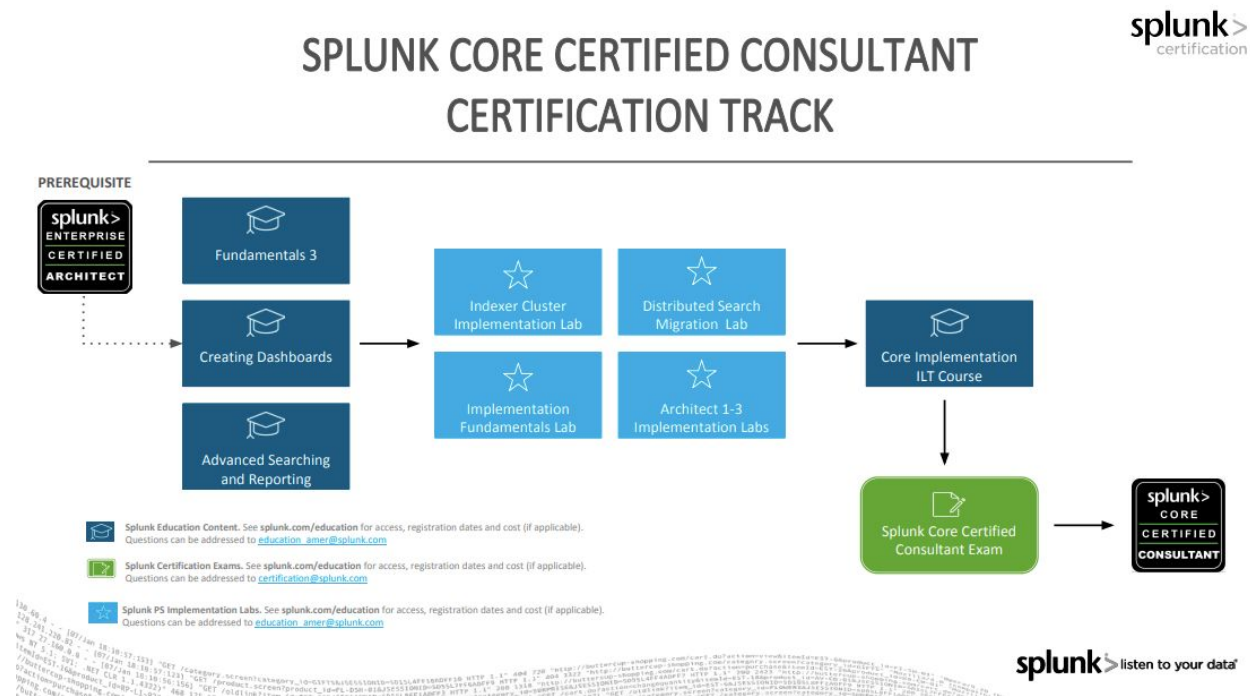 splunk>
certification
SPLUNK CORE CERTIFIED CONSULTANT
CERTIFICATION TRACK
PREREQUISITE
splunk>
ENTERPRISE
CERTIFIED
ARCHITECT
Fundamentals 3
Creating Dashboards
Advanced Searching
and Reporting
Indexer Cluster
Implementation Lab
Distributed Search
Migration Lab
Implementation
Fundamentals Lab
Architect 1-3
Implementation Labs
Core Implementation
ILT Course
Splunk Core Certified
Consultant Exam
splunk>
CORE
CERTIFIED
CONSULTANT
Splunk Education Content. See splunk.com/education for access, registration dates and cost (if applicable).
Questions can be addressed to education_amer@splunk.com
Splunk Certification Exams. See splunk.com/education for access, registration dates and cost (if applicable).
Questions can be addressed to certification@splunk.com
Splunk PS Implementation Labs. See splunk.com/education for access, registration dates and cost (if applicable).
Questions can be addressed to education_amer@splunk.com
splunk> listen to your data®